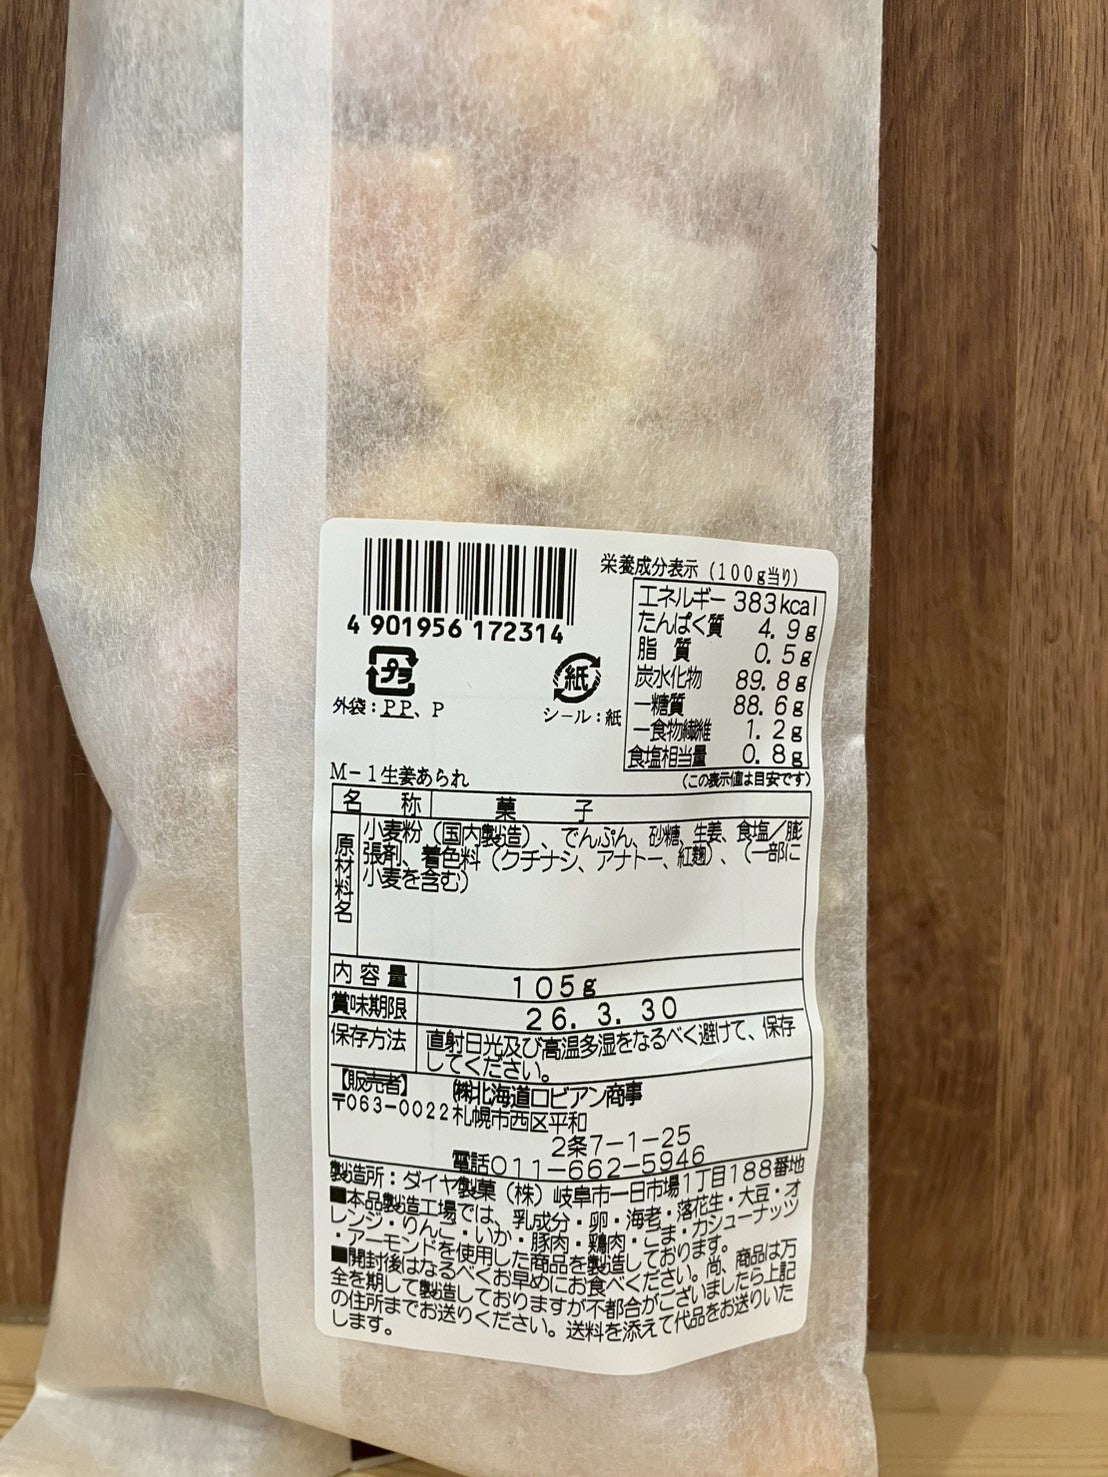 4 901956 172314
プラ
外袋：PP、P
紙
シール：紙
栄養成分表示（100g当り）
エネルギー 383kcal
たんぱく質 4.9g
脂質 0.5g
炭水化物 89.8g
―糖質 88.6g
―食物繊維 1.2g
食塩相当量 0.8g
（この表示値は目安です）
M-1生姜あられ
名称 菓子
原材料名 小麦粉（国内製造）、でんぷん、砂糖、生姜、食塩／膨
張剤、着色料（クチナシ、アナトー、紅麹）、（一部に
小麦を含む）
内容量 105g
賞味期限 26.3.30
保存方法 直射日光及び高温多湿をなるべく避けて、保存
してください。
【販売者】 ㈱北海道ロビアン商事
〒063-0022 札幌市西区平和
2条7-1-25
電話011-662-5946
製造所：ダイヤ製菓（株）岐阜市一日市場1丁目188番地
■本品製造工場では、乳成分・卵・海老・落花生・大豆・オ
レンジ・りんご・いか・豚肉・鶏肉・ごま・カシューナッツ
・アーモンドを使用した商品を製造しております。
■開封後はなるべくお早めにお食べください。尚、商品は万
全を期して製造しておりますが不都合がございましたら上記
の住所までお送りください。送料を添えて代品をお送りいた
します。